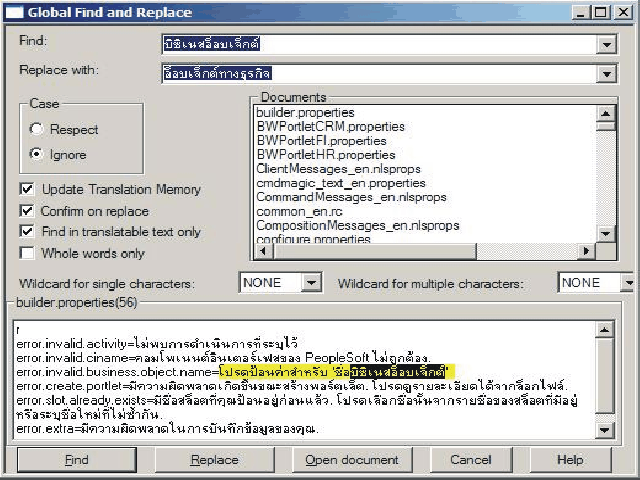 Global Find and Replace
Find:
บิซิเนสอ็อบเจ็กต์
Replace with:
อ็อบเจ็กต์ทางธุรกิจ
Case
Respect
Ignore
Update Translation Memory
Confirm on replace
Find in translatable text only
Whole words only
Documents
builder.properties
BWPortletCRM.properties
BWPortletFI.properties
BWPortletHR.properties
ClientMessages_en.nlsprops
cmdmagic_text_en.properties
CommandMessages_en.nlsprops
common_en.rc
CompositionMessages_en.nlsprops
configure.properties
Wildcard for single characters:
NONE
Wildcard for multiple characters:
NONE
builder.properties(56)
error.invalid.activity=ไม่พบการดำเนินการที่ระบุไว้
error.invalid.ciname=คอมโพเนนต์อินเตอร์เฟสของ PeopleSoft ไม่ถูกต้อง.
error.invalid.business.object.name=โปรดป้อนค่าสำหรับ 'ชื่อบิซิเนสอ็อบเจ็กต์'
error.create.portlet=มีความผิดพลาดเกิดขึ้นขณะสร้างพอร์ตเล็ต. โปรดดูรายละเอียดได้จากล็อกไฟล์.
error.slot.already.exists=มีชื่อสล็อตที่คุณป้อนอยู่ก่อนแล้ว. โปรดเลือกชื่อนั้นจากรายชื่อของสล็อตที่มีอยู่
หรือระบุชื่อใหม่ที่ไม่ซ้ำกัน.
error.extra=มีความผิดพลาดในการบันทึกข้อมูลของคุณ.
Find
Replace
Open document
Cancel
Help